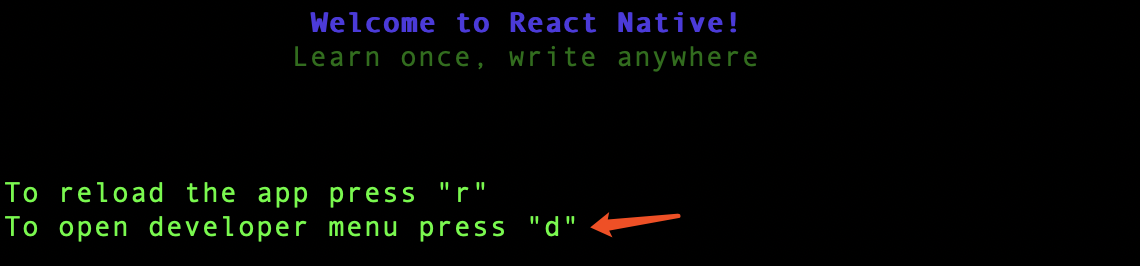 Welcome to React Native!
Learn once, write anywhere
To reload the app press "r"
To open developer menu press "d"